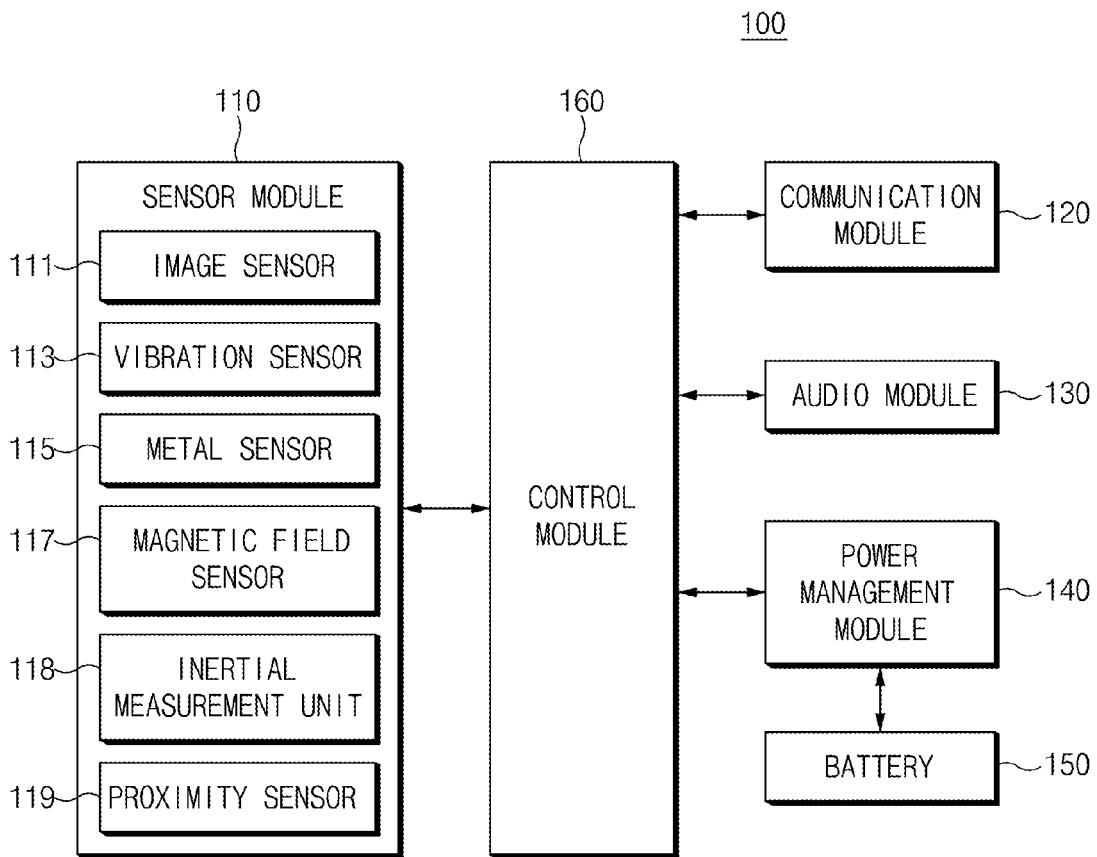 100
110
160
SENSOR MODULE
111
IMAGE SENSOR
113
VIBRATION SENSOR
115
METAL SENSOR
117
MAGNETIC FIELD
SENSOR
118
INERTIAL
MEASUREMENT UNIT
119
PROXIMITY SENSOR
CONTROL
MODULE
COMMUNICATION
MODULE
120
AUDIO MODULE
130
POWER
MANAGEMENT
MODULE
140
BATTERY
150